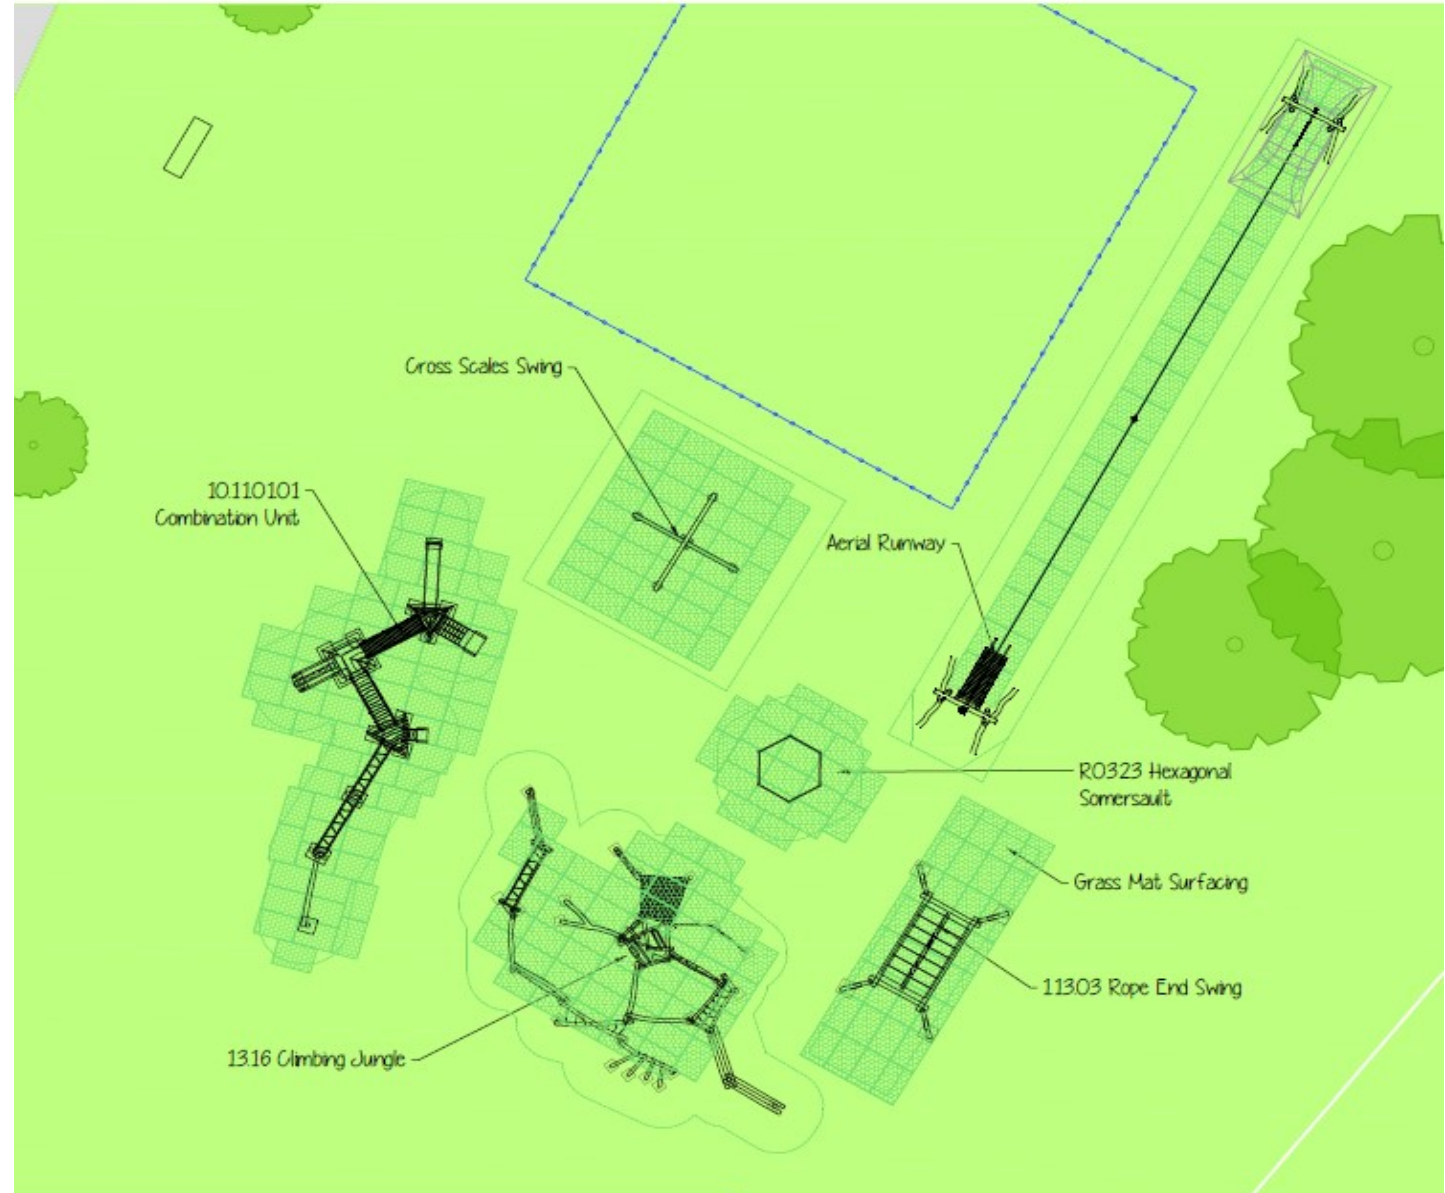 Cross Scales Swing
10.110101
Combination Unit
Aerial Runway
R0323 Hexagonal
Somersault
Grass Mat Surfacing
113.03 Rope End Swing
13.16 Climbing Jungle